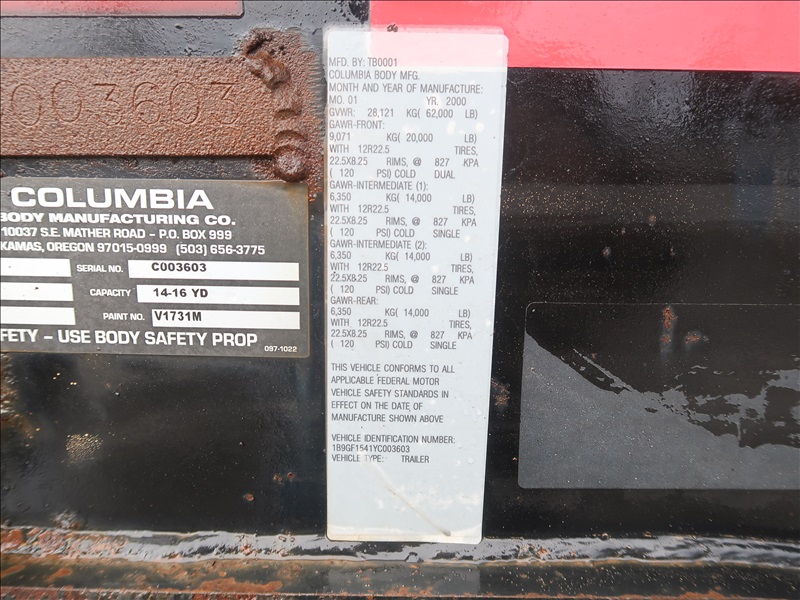 003603
COLUMBIA
BODY MANUFACTURING CO.
10037 S.E. MATHER ROAD - P.O. BOX 999
KAMAS, OREGON 97015-0999 (503) 656-3775
SERIAL NO. C003603
CAPACITY 14-16 YD
PAINT NO. V1731M
FETY - USE BODY SAFETY PROP
097-1022
MFD. BY: TB0001
COLUMBIA BODY MFG.
MONTH AND YEAR OF MANUFACTURE:
MO. 01 YR. 2000
GVWR: 28,121 KG( 62,000 LB)
GAWR-FRONT:
9,071 KG( 20,000 LB)
WITH 12R22.5 TIRES,
22.5X8.25 RIMS, @ 827 KPA
( 120 PSI) COLD DUAL
GAWR-INTERMEDIATE (1):
6,350 KG( 14,000 LB)
WITH 12R22.5 TIRES,
22.5X8.25 RIMS, @ 827 KPA
( 120 PSI) COLD SINGLE
GAWR-INTERMEDIATE (2):
6,350 KG( 14,000 LB)
WITH 12R22.5 TIRES,
22.5X8.25 RIMS, @ 827 KPA
( 120 PSI) COLD SINGLE
GAWR-REAR:
6,350 KG( 14,000 LB)
WITH 12R22.5 TIRES,
22.5X8.25 RIMS, @ 827 KPA
( 120 PSI) COLD SINGLE
THIS VEHICLE CONFORMS TO ALL
APPLICABLE FEDERAL MOTOR
VEHICLE SAFETY STANDARDS IN
EFFECT ON THE DATE OF
MANUFACTURE SHOWN ABOVE
VEHICLE IDENTIFICATION NUMBER:
1B9GF1541YC003603
VEHICLE TYPE: TRAILER